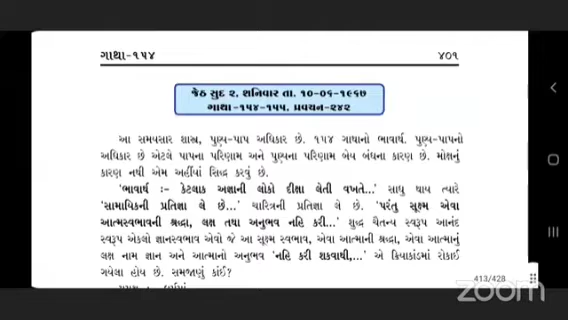 ગાથા-૧૫૪ ૪૦૧
જેઠ સુદ ૨, શનિવાર તા. ૧૦-૦૬-૧૯૬૭
ગાથા-૧૫૪-૧૫૫, પ્રવચન-૨૪૨
આ સમયસાર શાસ્ત્ર, પુણ્ય-પાપ અધિકાર છે. ૧૫૪ ગાથાનો ભાવાર્થ. પુણ્ય-પાપનો
અધિકાર છે એટલે પાપના પરિણામ અને પુણ્યના પરિણામ બેય બંધના કારણ છે. મોક્ષનું
કારણ નથી એમ અહીંયાં સિદ્ધ કરવું છે.
'ભાવાર્થ :- કેટલાક અજ્ઞાની લોકો દીક્ષા લેતી વખતે...' સાધુ થાય ત્યારે
'સામાયિકની પ્રતિજ્ઞા લે છે...' ચારિત્રની પ્રતિજ્ઞા લે છે. 'પરંતુ સૂક્ષ્મ એવા
આત્મસ્વભાવની શ્રદ્ધા, લક્ષ તથા અનુભવ નહિ કરી...' શુદ્ધ ચૈતન્ય સ્વરૂપ આનંદ
સ્વરૂપ એકલો જ્ઞાનસ્વભાવ એવો જે આ સૂક્ષ્મ સ્વભાવ, એવા આત્માની શ્રદ્ધા, એવા આત્માનું
લક્ષ નામ જ્ઞાન અને આત્માનો અનુભવ 'નહિ કરી શકવાથી,...' એ ક્રિયાકાંડમાં રોકાઈ
ગયેલા હોય છે. સમજાણું કાંઈ?
413/428
zoom